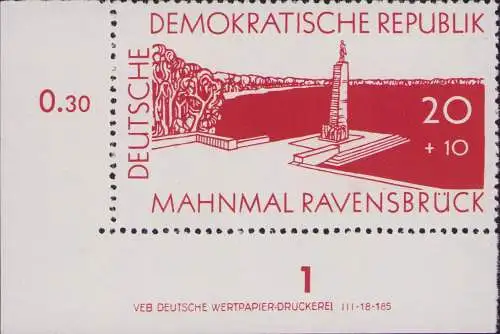 DEUTSCHE
DEMOKRATISCHE REPUBLIK
0.30
20
+ 10
MAHNMAL RAVENSBRÜCK
1
VEB DEUTSCHE WERTPAPIER-DRUCKEREI III-18-185